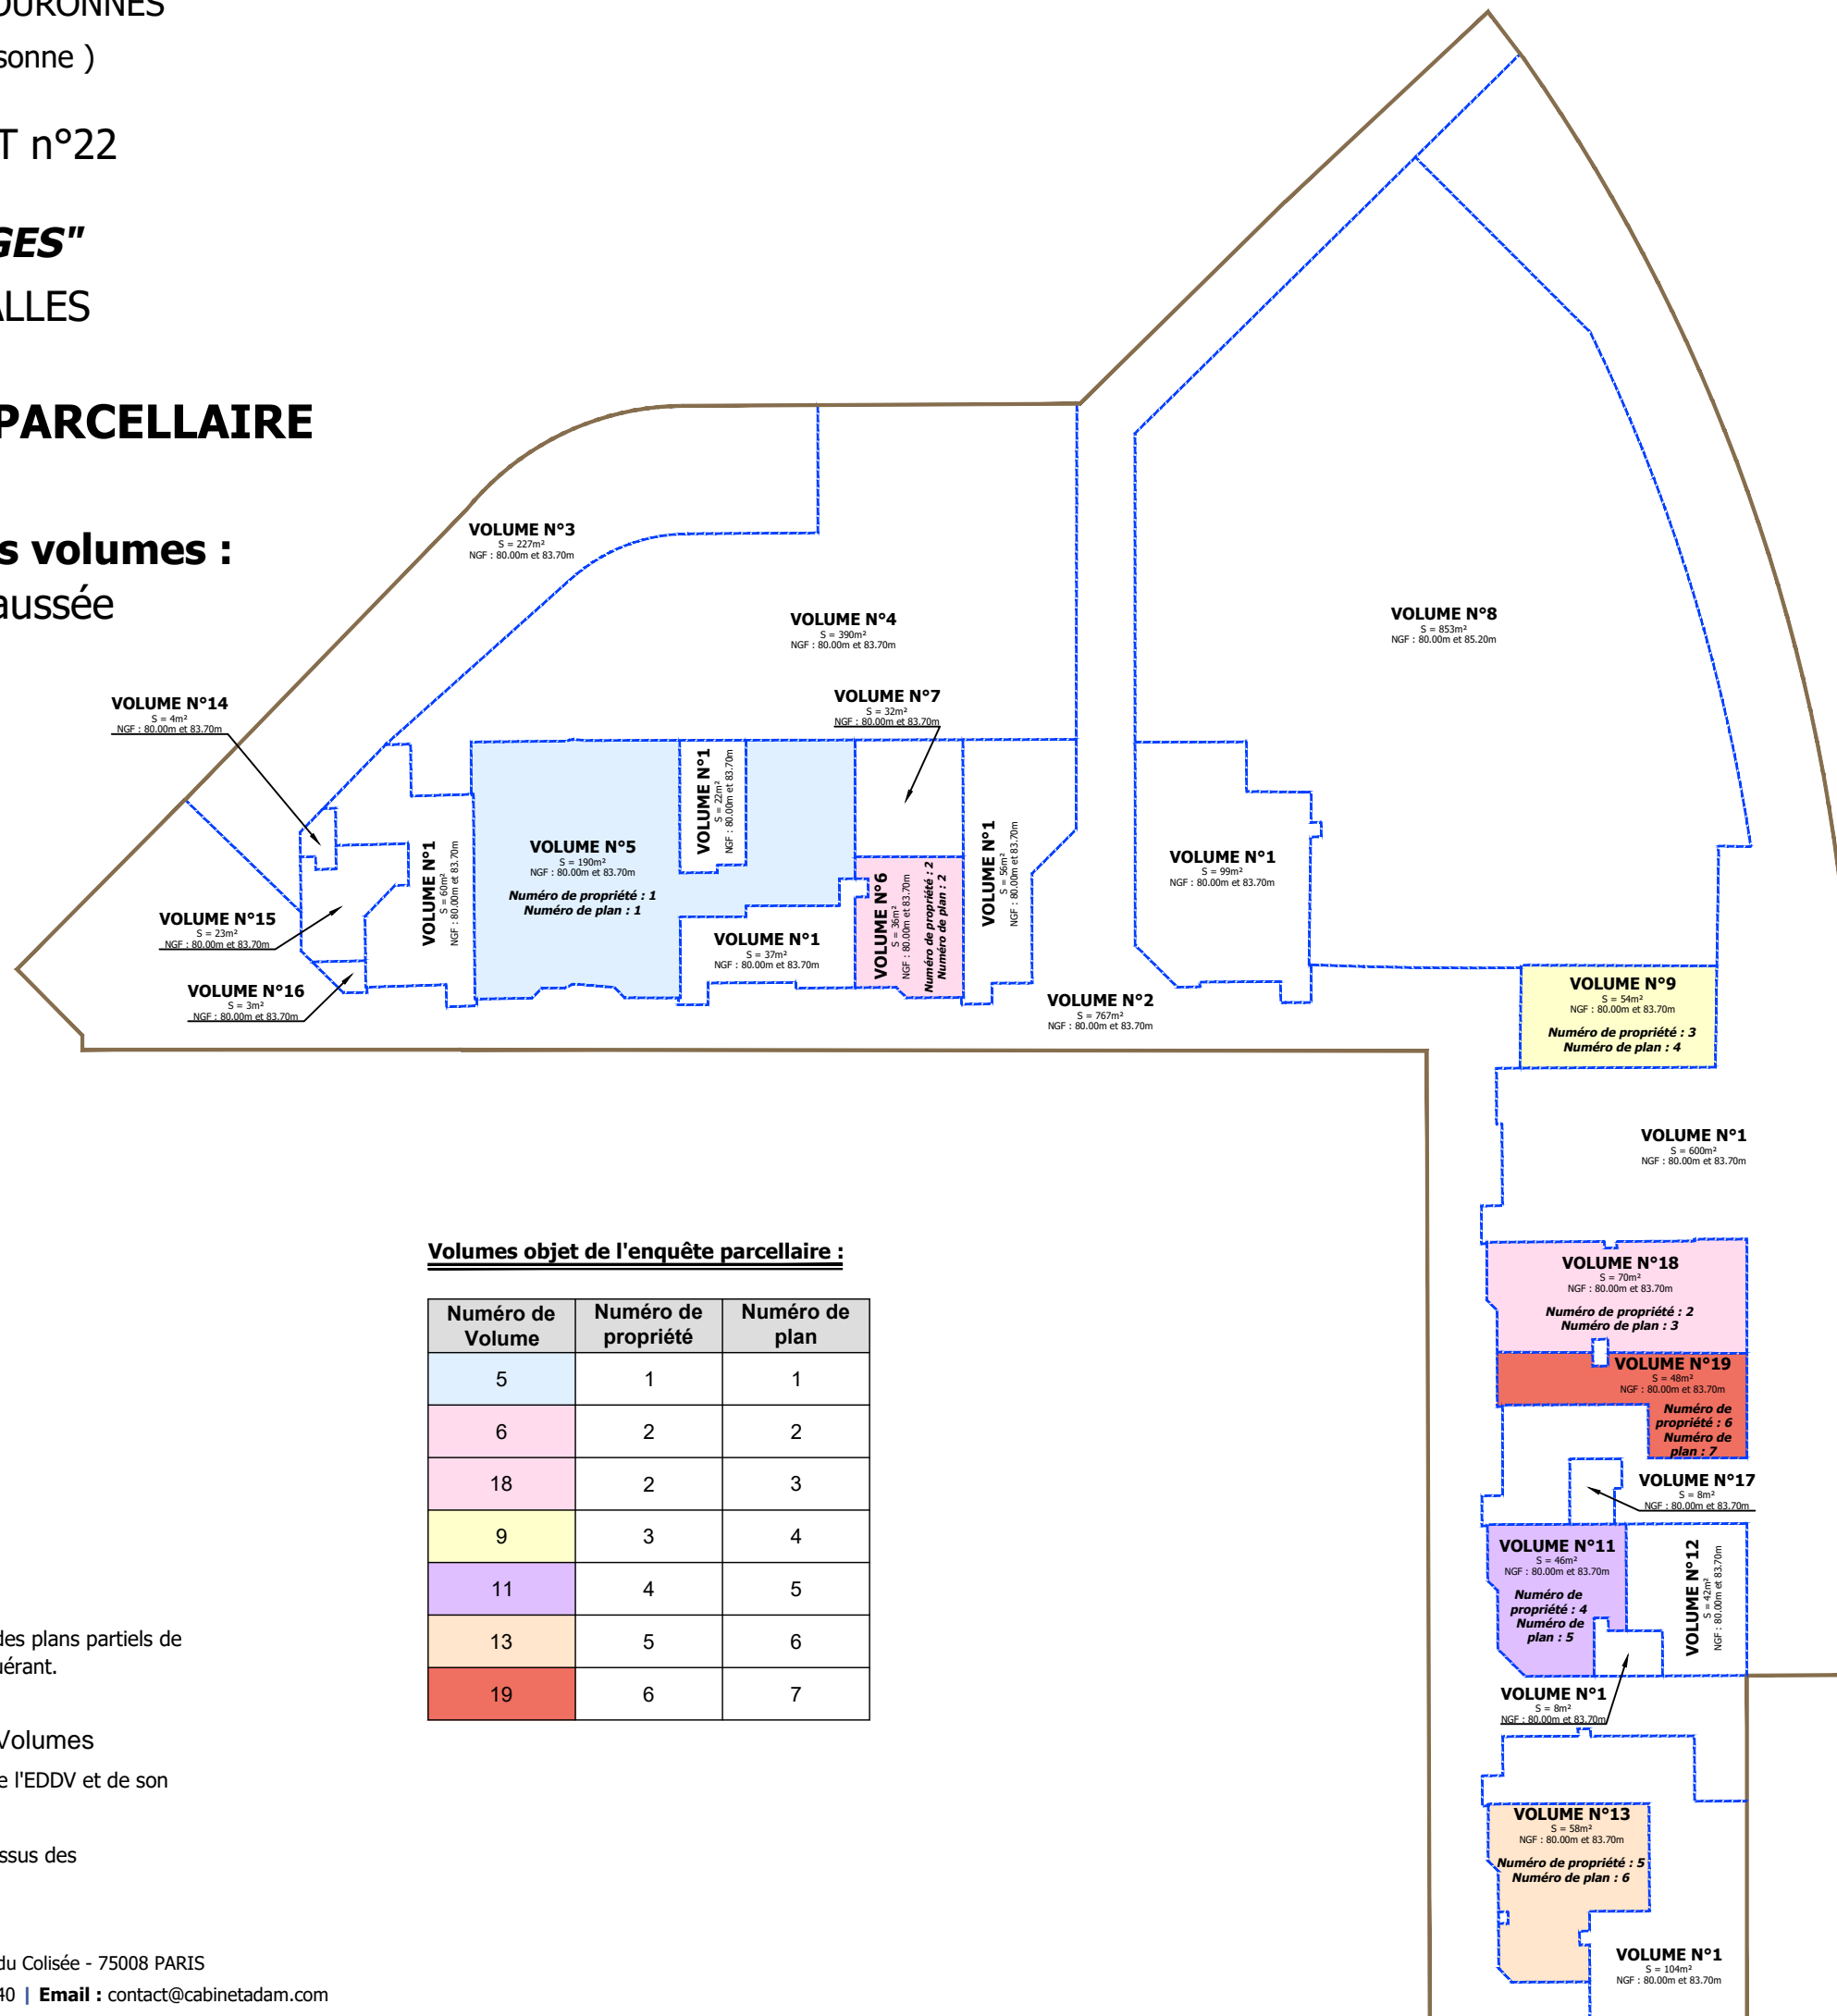 OURONNES
sonne )
T n°22
GES"
ALLES
PARCELLAIRE
s volumes :
aussée
VOLUME N°3
S = 227m²
NGF : 80.00m et 83.70m
VOLUME N°4
S = 390m²
NGF : 80.00m et 83.70m
VOLUME N°8
S = 853m²
NGF : 80.00m et 85.20m
VOLUME N°14
S = 4m²
NGF : 80.00m et 83.70m
VOLUME N°7
S = 32m²
NGF : 80.00m et 83.70m
VOLUME N°1
S = 22m²
NGF : 80.00m et 83.70m
VOLUME N°5
S = 190m²
NGF : 80.00m et 83.70m
Numéro de propriété : 1
Numéro de plan : 1
VOLUME N°1
S = 60m²
NGF : 80.00m et 83.70m
VOLUME N°6
S = 36m²
NGF : 80.00m et 83.70m
Numéro de propriété : 2
Numéro de plan : 2
VOLUME N°1
S = 56m²
NGF : 80.00m et 83.70m
VOLUME N°1
S = 99m²
NGF : 80.00m et 83.70m
VOLUME N°15
S = 23m²
NGF : 80.00m et 83.70m
VOLUME N°1
S = 37m²
NGF : 80.00m et 83.70m
VOLUME N°16
S = 3m²
NGF : 80.00m et 83.70m
VOLUME N°2
S = 767m²
NGF : 80.00m et 83.70m
VOLUME N°9
S = 54m²
NGF : 80.00m et 83.70m
Numéro de propriété : 3
Numéro de plan : 4
VOLUME N°1
S = 600m²
NGF : 80.00m et 83.70m
VOLUME N°18
S = 70m²
NGF : 80.00m et 83.70m
Numéro de propriété : 2
Numéro de plan : 3
VOLUME N°19
S = 48m²
NGF : 80.00m et 83.70m
Numéro de
propriété : 6
Numéro de
plan : 7
VOLUME N°17
S = 8m²
NGF : 80.00m et 83.70m
VOLUME N°11
S = 46m²
NGF : 80.00m et 83.70m
Numéro de
propriété : 4
Numéro de
plan : 5
VOLUME N°12
S = 42m²
NGF : 80.00m et 83.70m
VOLUME N°1
S = 8m²
NGF : 80.00m et 83.70m
VOLUME N°13
S = 58m²
NGF : 80.00m et 83.70m
Numéro de propriété : 5
Numéro de plan : 6
VOLUME N°1
S = 104m²
NGF : 80.00m et 83.70m
Volumes objet de l'enquête parcellaire :
Numéro de Volume | Numéro de propriété | Numéro de plan
5 1 1
6 2 2
18 2 3
9 3 4
11 4 5
13 5 6
19 6 7
des plans partiels de
uérant.
Volumes
e l'EDDV et de son
ssus des
du Colisée - 75008 PARIS
40 | Email : contact@cabinetadam.com